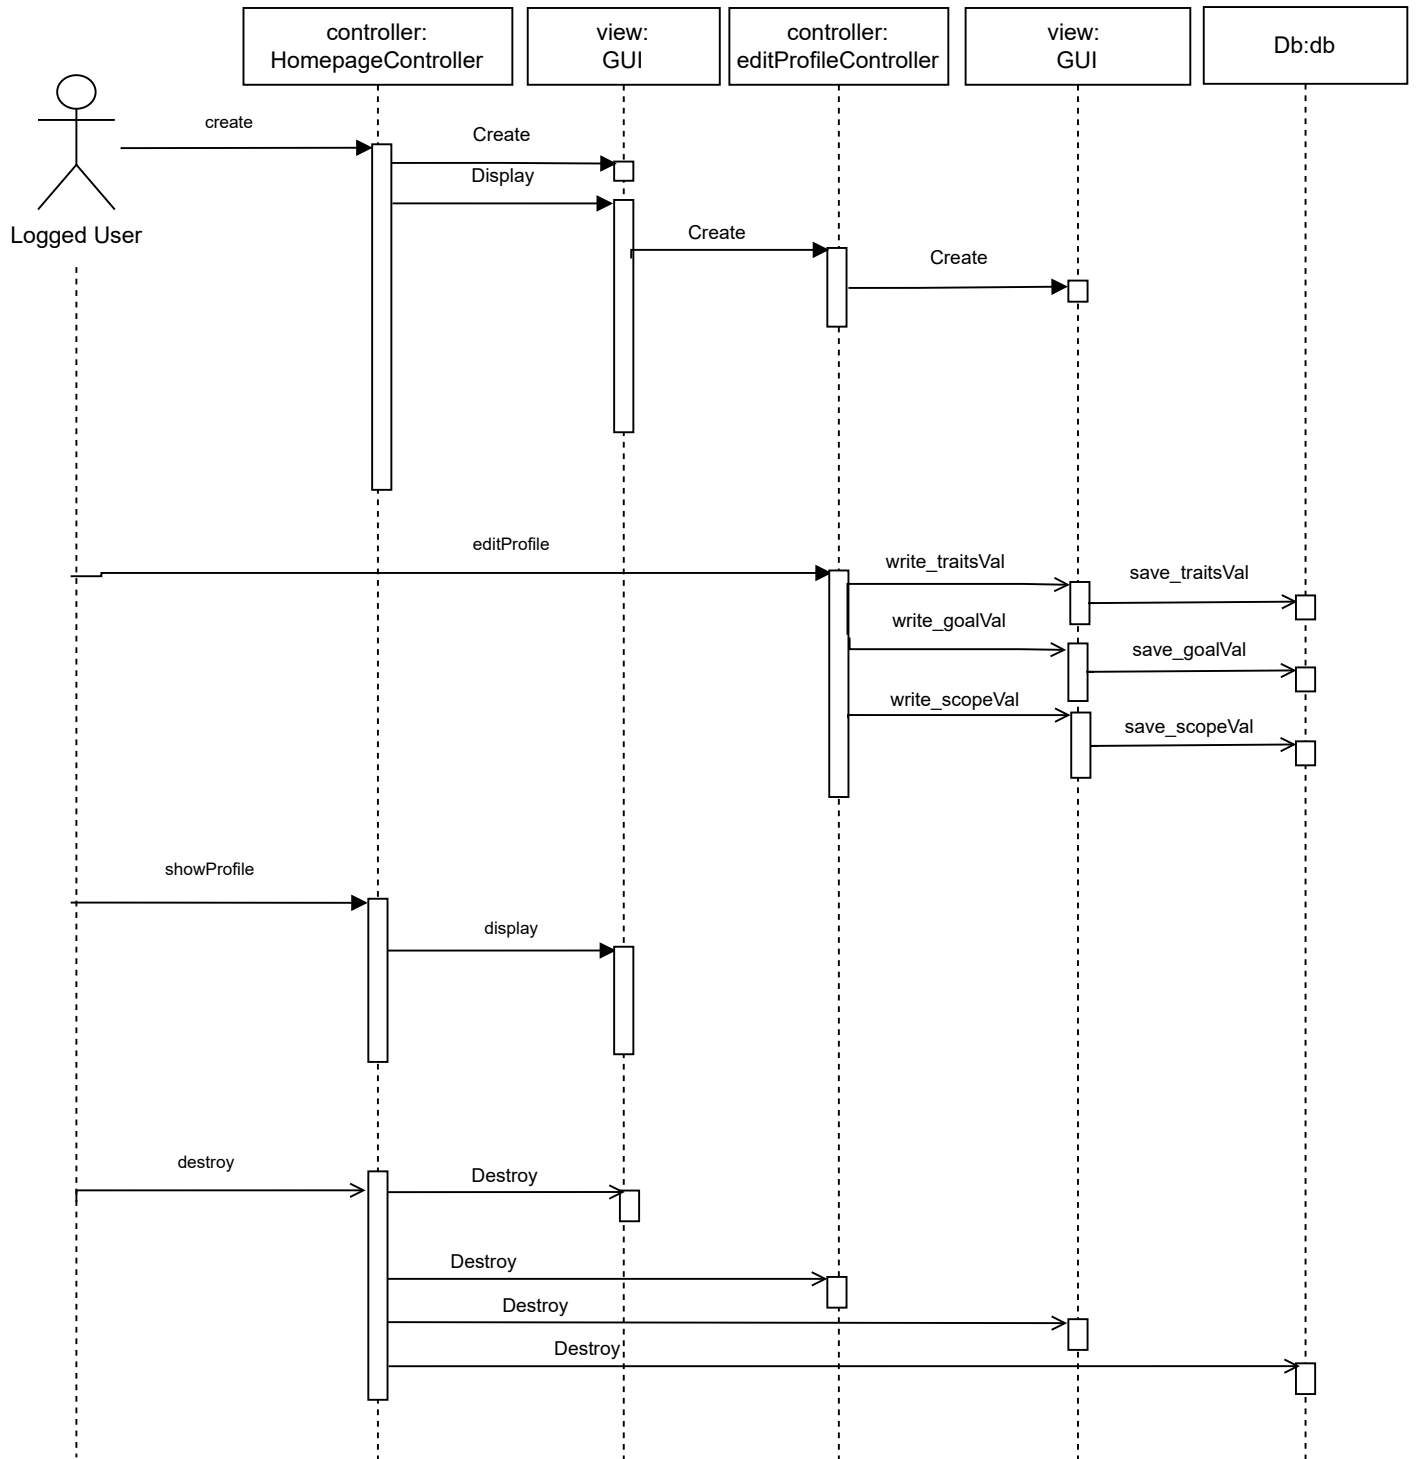 controller:
HomepageController
view:
GUI
controller:
editProfileController
view:
GUI
Db:db
Logged User
create
Create
Display
Create
Create
editProfile
write_traitsVal
save_traitsVal
write_goalVal
save_goalVal
write_scopeVal
save_scopeVal
showProfile
display
destroy
Destroy
Destroy
Destroy
Destroy